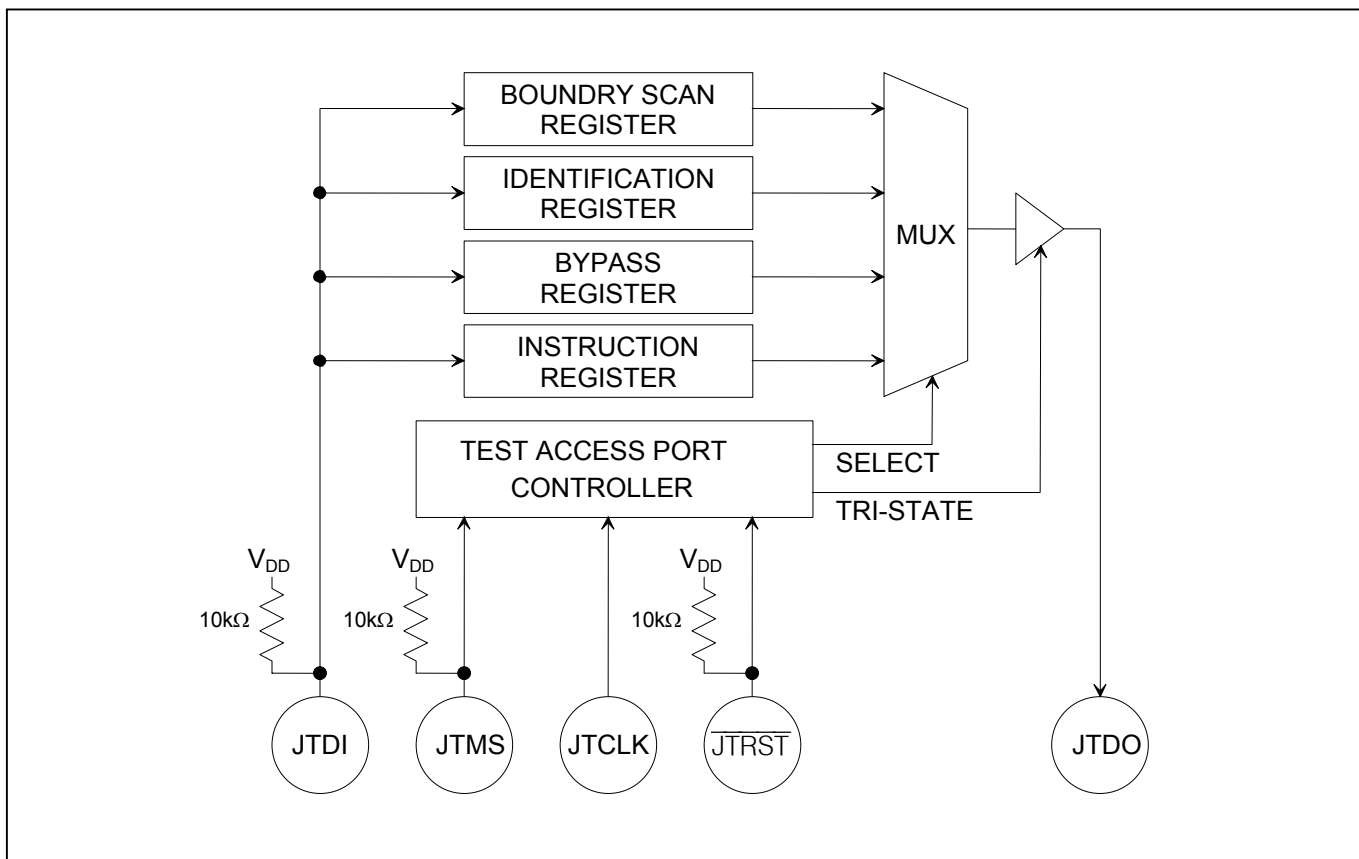 BOUNDRY SCAN
REGISTER
IDENTIFICATION
REGISTER
BYPASS
REGISTER
INSTRUCTION
REGISTER
MUX
TEST ACCESS PORT
CONTROLLER
SELECT
TRI-STATE
VDD
10kΩ
VDD
10kΩ
VDD
10kΩ
JTDI
JTMS
JTCLK
JTRST
JTDO